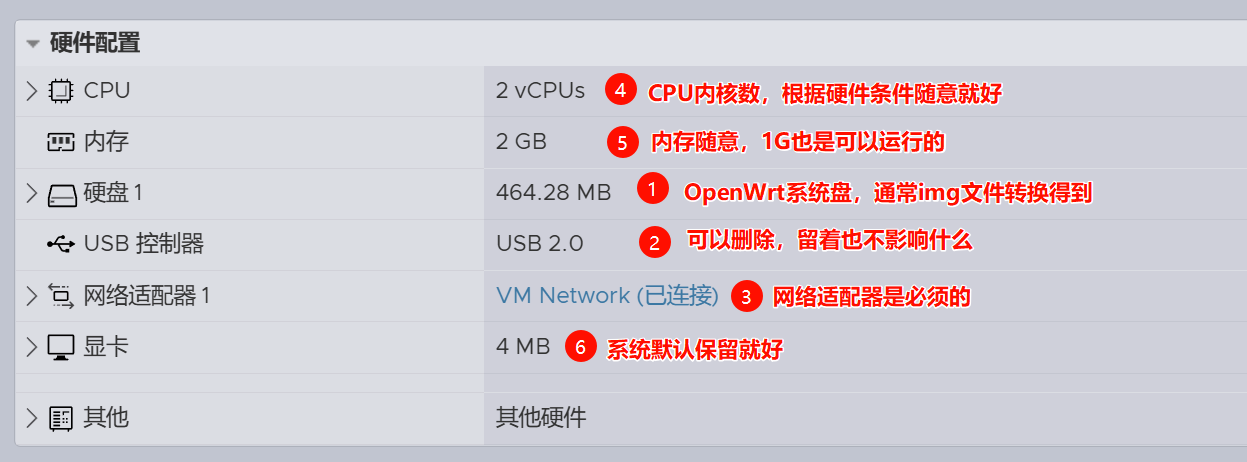 硬件配置
CPU 2 vCPUs 4 CPU内核数，根据硬件条件随意就好
内存 2 GB 5 内存随意，1G也是可以运行的
硬盘 1 464.28 MB 1 OpenWrt系统盘，通常img文件转换得到
USB 控制器 USB 2.0 2 可以删除，留着也不影响什么
网络适配器 1 VM Network (已连接) 3 网络适配器是必须的
显卡 4 MB 6 系统默认保留就好
其他 其他硬件